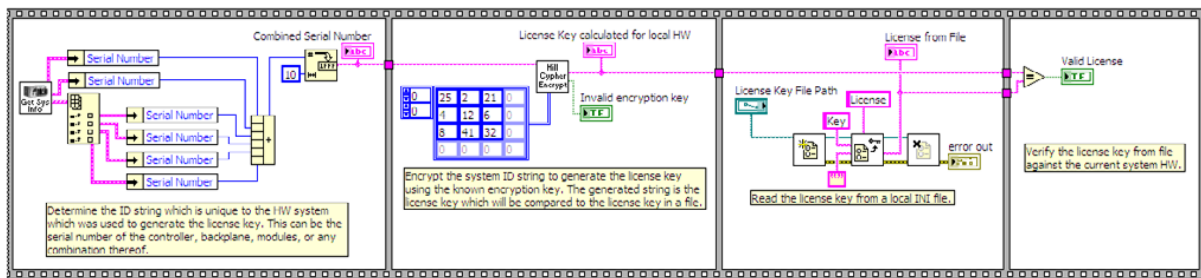 Combined Serial Number
Serial Number
Serial Number
Get Sys
Info
Serial Number
Serial Number
Serial Number
Serial Number
10
abc
Determine the ID string which is unique to the HW system
which was used to generate the license key. This can be the
serial number of the controller, backplane, modules, or any
combination thereof.
License Key calculated for local HW
abc
Hill
Cypher
Encrypt
Invalid encryption key
TF
0
0
25 2 21 0
4 12 6 0
8 41 32 0
0 0 0 0
Encrypt the system ID string to generate the license key
using the known encryption key. The generated string is the
license key which will be compared to the license key in a file.
License from File
abc
License Key File Path
License
Key
error out
Read the license key from a local INI file.
Valid License
=
TF
Verify the license key from file
against the current system HW.